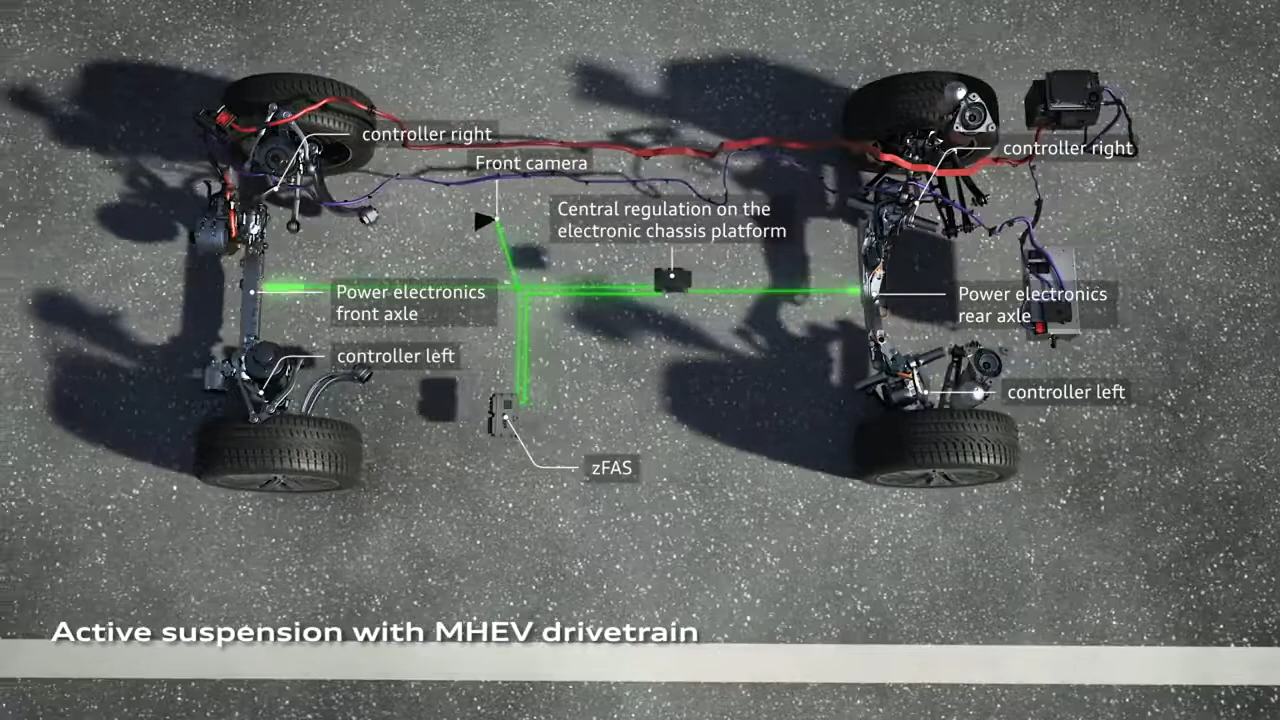 controller right
controller right
Front camera
Central regulation on the
electronic chassis platform
Power electronics
front axle
Power electronics
rear axle
controller left
controller left
zFAS
Active suspension with MHEV drivetrain